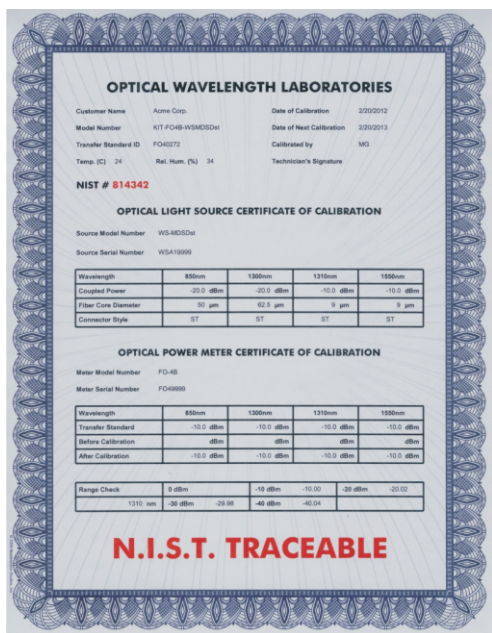 OPTICAL WAVELENGTH LABORATORIES
Customer Name Acme Corp. Date of Calibration 2/20/2012
Model Number KIT-FO4B-WSMDSDst Date of Next Calibration 2/20/2013
Transfer Standard ID FO40272 Calibrated by MG
Temp. (C) 24 Rel. Hum. (%) 34 Technician's Signature
NIST # 814342
OPTICAL LIGHT SOURCE CERTIFICATE OF CALIBRATION
Source Model Number WS-MDSDst
Source Serial Number WSA19999
Wavelength 850nm 1300nm 1310nm 1550nm
Coupled Power -20.0 dBm -20.0 dBm -10.0 dBm -10.0 dBm
Fiber Core Diameter 50 µm 62.5 µm 9 µm 9 µm
Connector Style ST ST ST ST
OPTICAL POWER METER CERTIFICATE OF CALIBRATION
Meter Model Number FO-4B
Meter Serial Number FO49999
Wavelength 850nm 1300nm 1310nm 1550nm
Transfer Standard -10.0 dBm -10.0 dBm -10.0 dBm -10.0 dBm
Before Calibration dBm dBm dBm dBm
After Calibration -10.0 dBm -10.0 dBm -10.0 dBm -10.0 dBm
Range Check 0 dBm -10 dBm -10.00 -20 dBm -20.02
1310 nm -30 dBm -29.98 -40 dBm -40.04
N.I.S.T. TRACEABLE